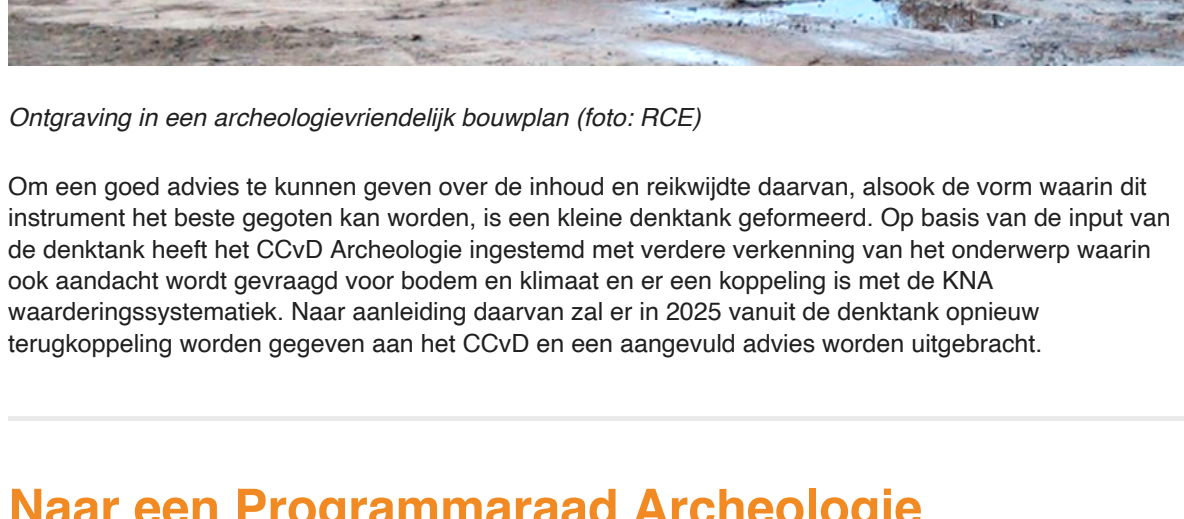 Ontgraving in een archeologievriendelijk bouwplan (foto: RCE)
Om een goed advies te kunnen geven over de inhoud en reikwijdte daarvan, alsook de vorm waarin dit
instrument het beste gegoten kan worden, is een kleine denktank geformeerd. Op basis van de input van
de denktank heeft het CCvD Archeologie ingestemd met verdere verkenning van het onderwerp waarin
ook aandacht wordt gevraagd voor bodem en klimaat en er een koppeling is met de KNA
waarderingssystematiek. Naar aanleiding daarvan zal er in 2025 vanuit de denktank opnieuw
terugkoppeling worden gegeven aan het CCvD en een aangevuld advies worden uitgebracht.
Naar een Programmaraad Archeologie